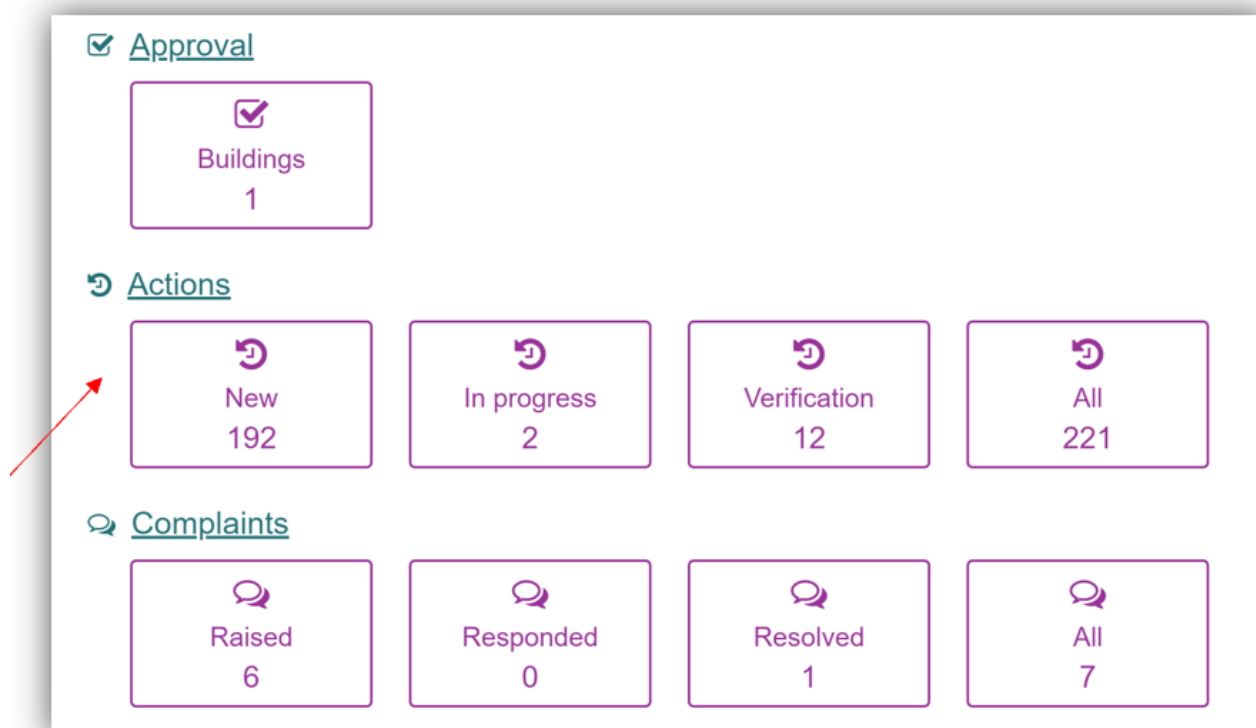 Approval
Buildings
1
Actions
New
192
In progress
2
Verification
12
All
221
Complaints
Raised
6
Responded
0
Resolved
1
All
7